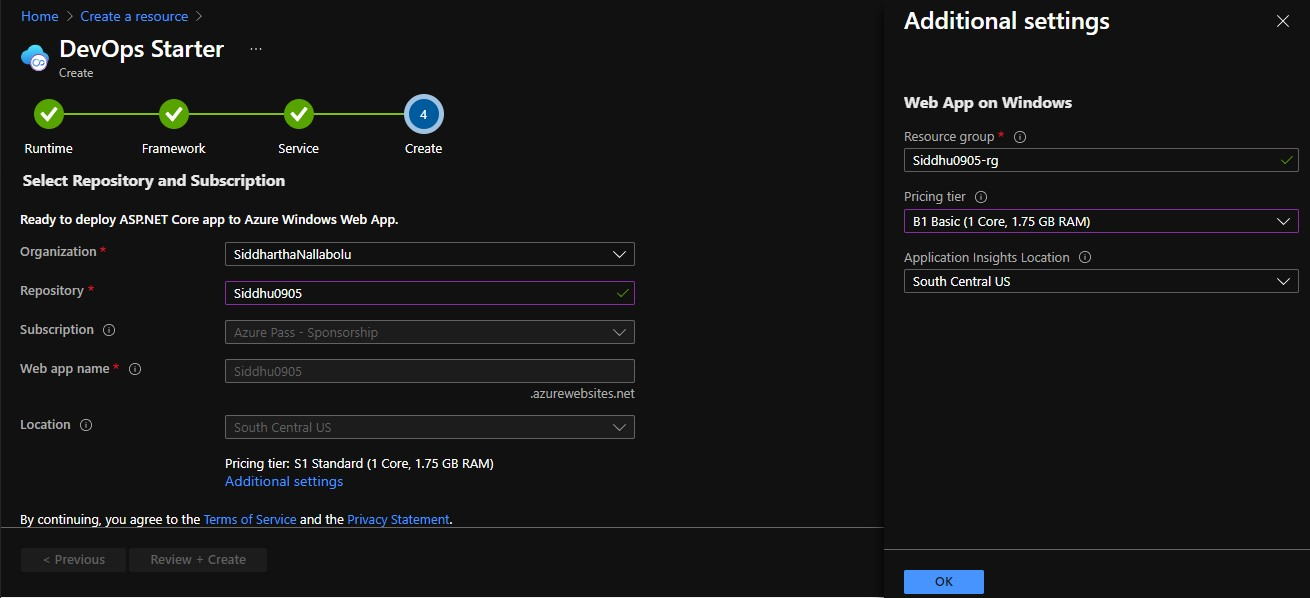 Home > Create a resource >
DevOps Starter ...
Create
4
Runtime Framework Service Create
Select Repository and Subscription
Ready to deploy ASP.NET Core app to Azure Windows Web App.
Organization * SiddharthaNallabolu
Repository * Siddhu0905
Subscription Azure Pass - Sponsorship
Web app name * Siddhu0905
.azurewebsites.net
Location South Central US
Pricing tier: S1 Standard (1 Core, 1.75 GB RAM)
Additional settings
By continuing, you agree to the Terms of Service and the Privacy Statement.
< Previous Review + Create
Additional settings
Web App on Windows
Resource group *
Siddhu0905-rg
Pricing tier
B1 Basic (1 Core, 1.75 GB RAM)
Application Insights Location
South Central US
OK